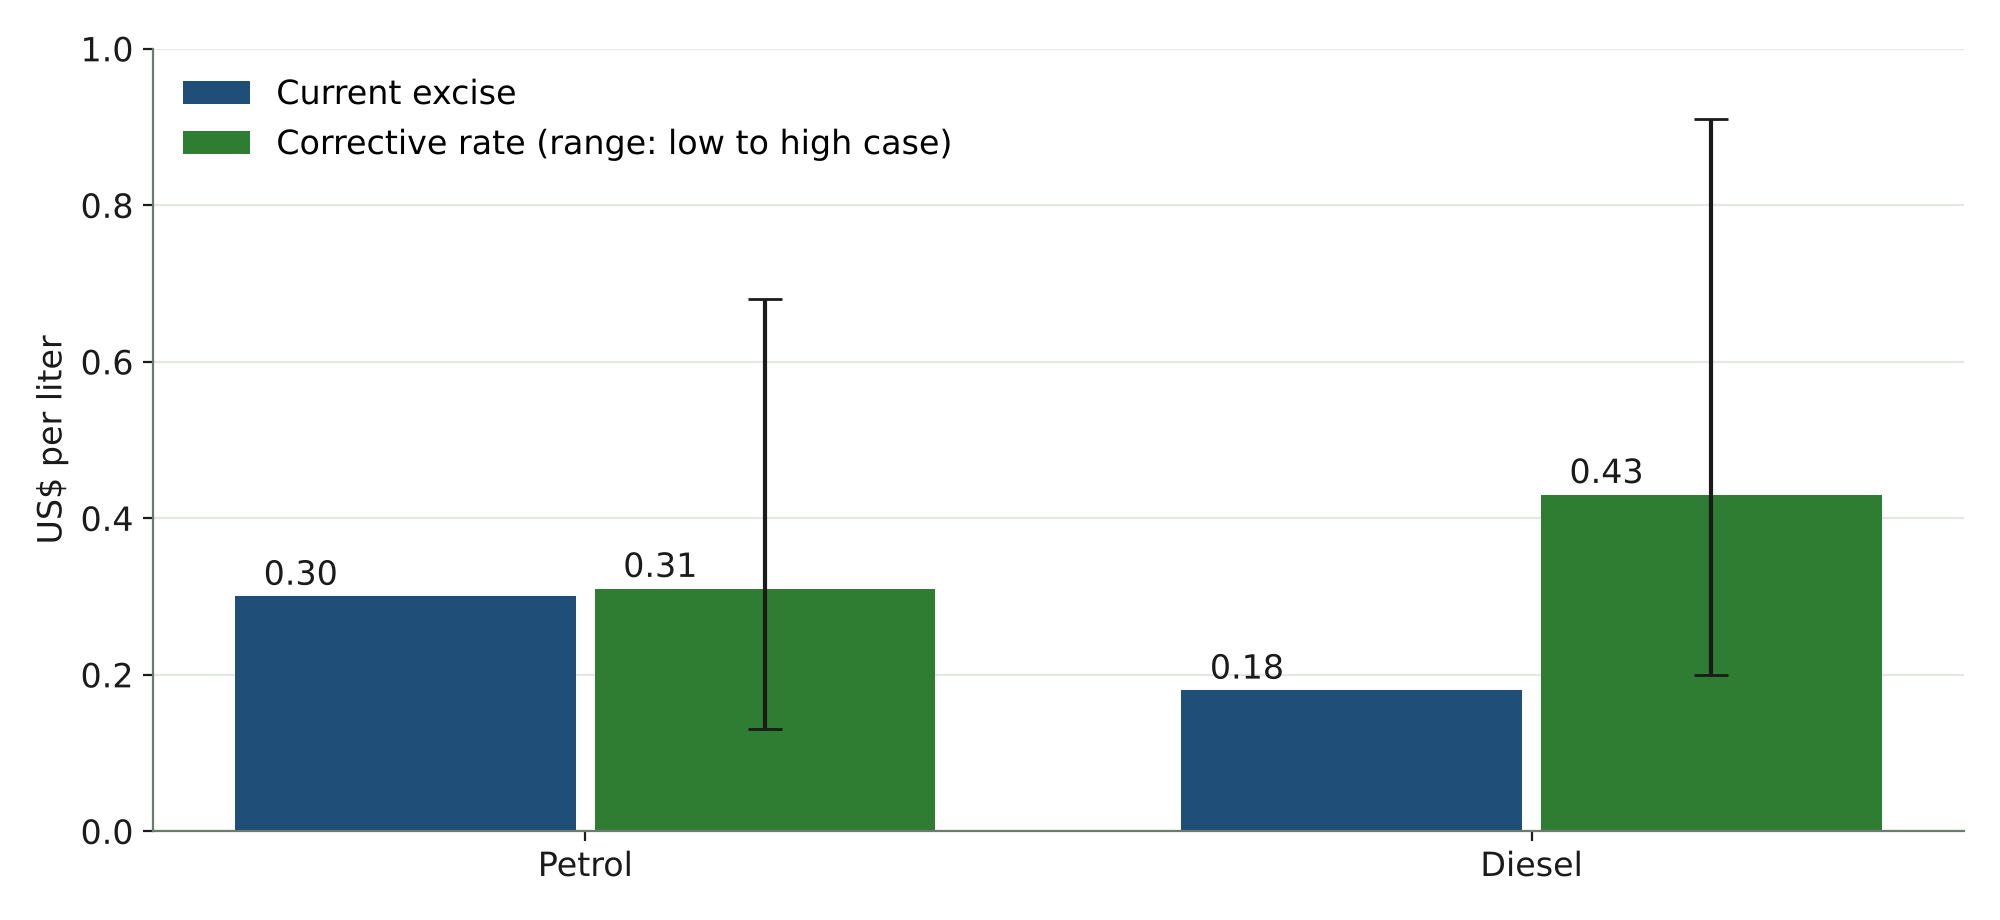 Current excise
Corrective rate (range: low to high case)
US$ per liter
1.0
0.8
0.6
0.4
0.2
0.0
0.30
0.31
0.18
0.43
Petrol
Diesel